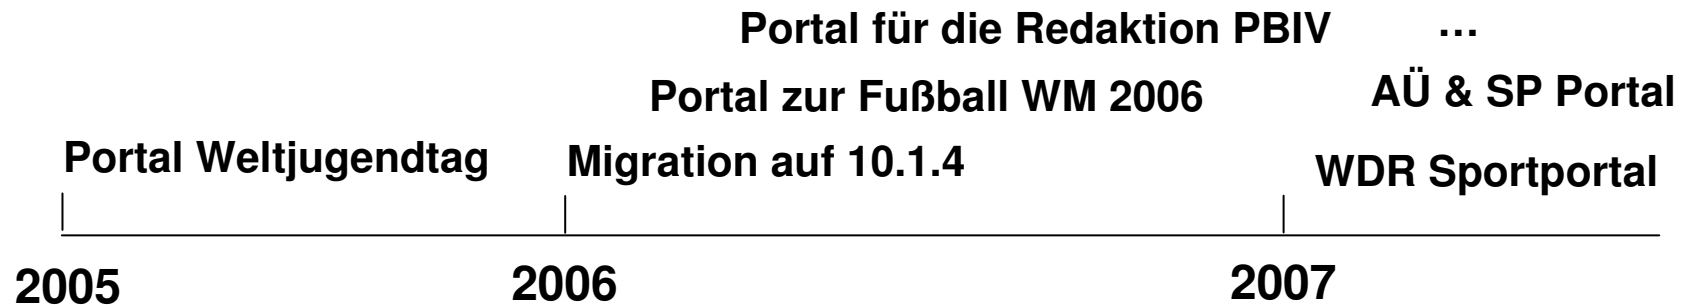 Portal für die Redaktion PBIV ...
Portal zur Fußball WM 2006
AÜ & SP Portal
Portal Weltjugendtag
Migration auf 10.1.4
WDR Sportportal
2005
2006
2007